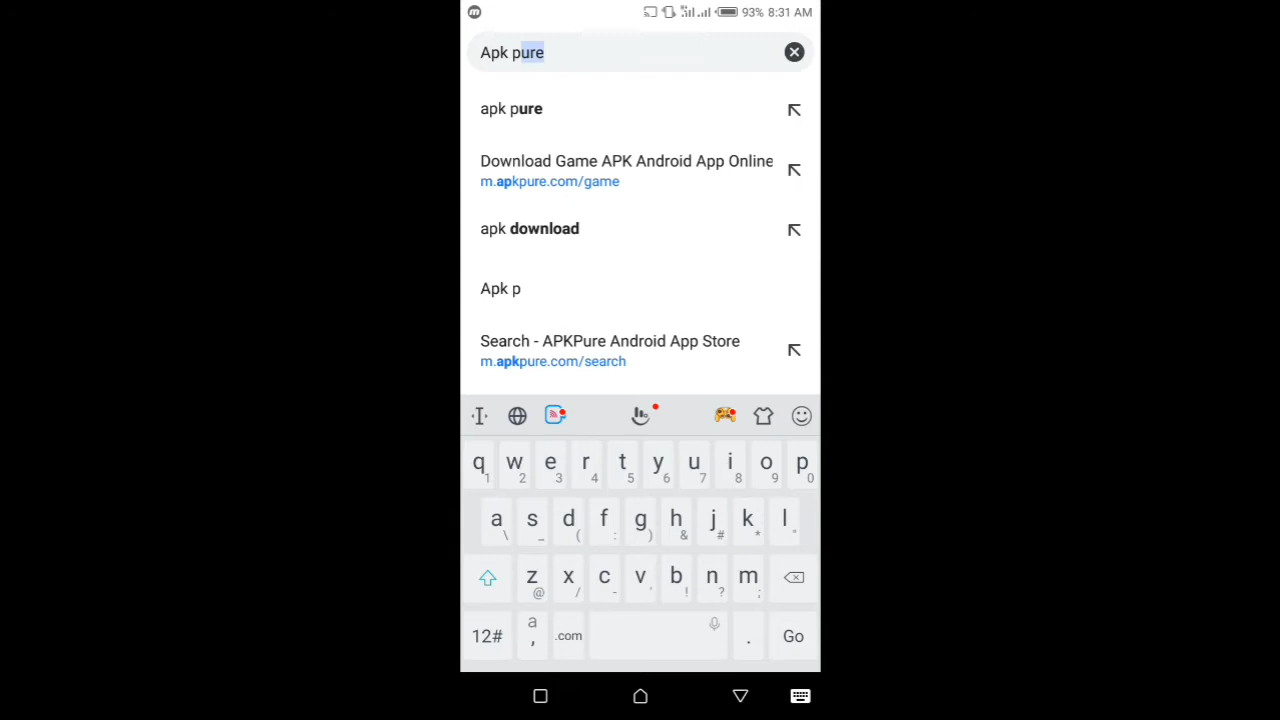 93% 8:31 AM
Apk pure
apk pure
Download Game APK Android App Online
m.apkpure.com/game
apk download
Apk p
Search - APKPure Android App Store
m.apkpure.com/search
q w e r t y u i o p
1 2 3 4 5 6 7 8 9 0
a s d f g h j k l
\ _ ( : ) & # * "
z x c v b n m
@ / - ' ! ? ;
12# a , .com . Go